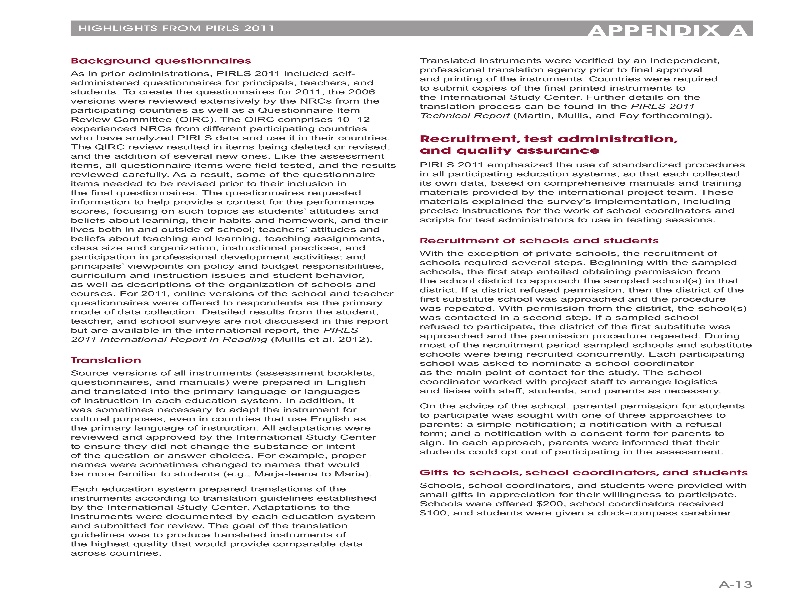 HIGHLIGHTS FROM PIRLS 2011
APPENDIX A
Background questionnaires
As in prior administrations, PIRLS 2011 included self-
administered questionnaires for principals, teachers, and
students. To create the questionnaires for 2011, the 2006
versions were reviewed extensively by the NRCs from the
participating countries as well as a Questionnaire Item
Review Committee (QIRC). The QIRC comprises 10–12
experienced NRCs from different participating countries
who have analyzed PIRLS data and use it in their countries.
The QIRC review resulted in items being deleted or revised,
and the addition of several new ones. Like the assessment
items, all questionnaire items were field tested, and the results
reviewed carefully. As a result, some of the questionnaire
items needed to be revised prior to their inclusion in
the final questionnaires. The questionnaires requested
information to help provide a context for the performance
scores, focusing on such topics as students' attitudes and
beliefs about learning, their habits and homework, and their
lives both in and outside of school; teachers' attitudes and
beliefs about teaching and learning, teaching assignments,
class size and organization, instructional practices, and
participation in professional development activities; and
principals' viewpoints on policy and budget responsibilities,
curriculum and instruction issues and student behavior,
as well as descriptions of the organization of schools and
courses. For 2011, online versions of the school and teacher
questionnaires were offered to respondents as the primary
mode of data collection. Detailed results from the student,
teacher, and school surveys are not discussed in this report
but are available in the international report, the PIRLS
2011 International Report in Reading (Mullis et al. 2012).
Translation
Source versions of all instruments (assessment booklets,
questionnaires, and manuals) were prepared in English
and translated into the primary language or languages
of instruction in each education system. In addition, it
was sometimes necessary to adapt the instrument for
cultural purposes, even in countries that use English as
the primary language of instruction. All adaptations were
reviewed and approved by the International Study Center
to ensure they did not change the substance or intent
of the question or answer choices. For example, proper
names were sometimes changed to names that would
be more familiar to students (e.g., Marja-leena to Maria).
Each education system prepared translations of the
instruments according to translation guidelines established
by the International Study Center. Adaptations to the
instruments were documented by each education system
and submitted for review. The goal of the translation
guidelines was to produce translated instruments of
the highest quality that would provide comparable data
across countries.
Translated instruments were verified by an independent,
professional translation agency prior to final approval
and printing of the instruments. Countries were required
to submit copies of the final printed instruments to
the International Study Center. Further details on the
translation process can be found in the PIRLS 2011
Technical Report (Martin, Mullis, and Foy forthcoming).
Recruitment, test administration,
and quality assurance
PIRLS 2011 emphasized the use of standardized procedures
in all participating education systems, so that each collected
its own data, based on comprehensive manuals and training
materials provided by the international project team. These
materials explained the survey's implementation, including
precise instructions for the work of school coordinators and
scripts for test administrators to use in testing sessions.
Recruitment of schools and students
With the exception of private schools, the recruitment of
schools required several steps. Beginning with the sampled
schools, the first step entailed obtaining permission from
the school district to approach the sampled school(s) in that
district. If a district refused permission, then the district of the
first substitute school was approached and the procedure
was repeated. With permission from the district, the school(s)
was contacted in a second step. If a sampled school
refused to participate, the district of the first substitute was
approached and the permission procedure repeated. During
most of the recruitment period sampled schools and substitute
schools were being recruited concurrently. Each participating
school was asked to nominate a school coordinator
as the main point of contact for the study. The school
coordinator worked with project staff to arrange logistics
and liaise with staff, students, and parents as necessary.
On the advice of the school, parental permission for students
to participate was sought with one of three approaches to
parents: a simple notification; a notification with a refusal
form; and a notification with a consent form for parents to
sign. In each approach, parents were informed that their
students could opt out of participating in the assessment.
Gifts to schools, school coordinators, and students
Schools, school coordinators, and students were provided with
small gifts in appreciation for their willingness to participate.
Schools were offered $200, school coordinators received
$100, and students were given a clock-compass carabiner.
A-13